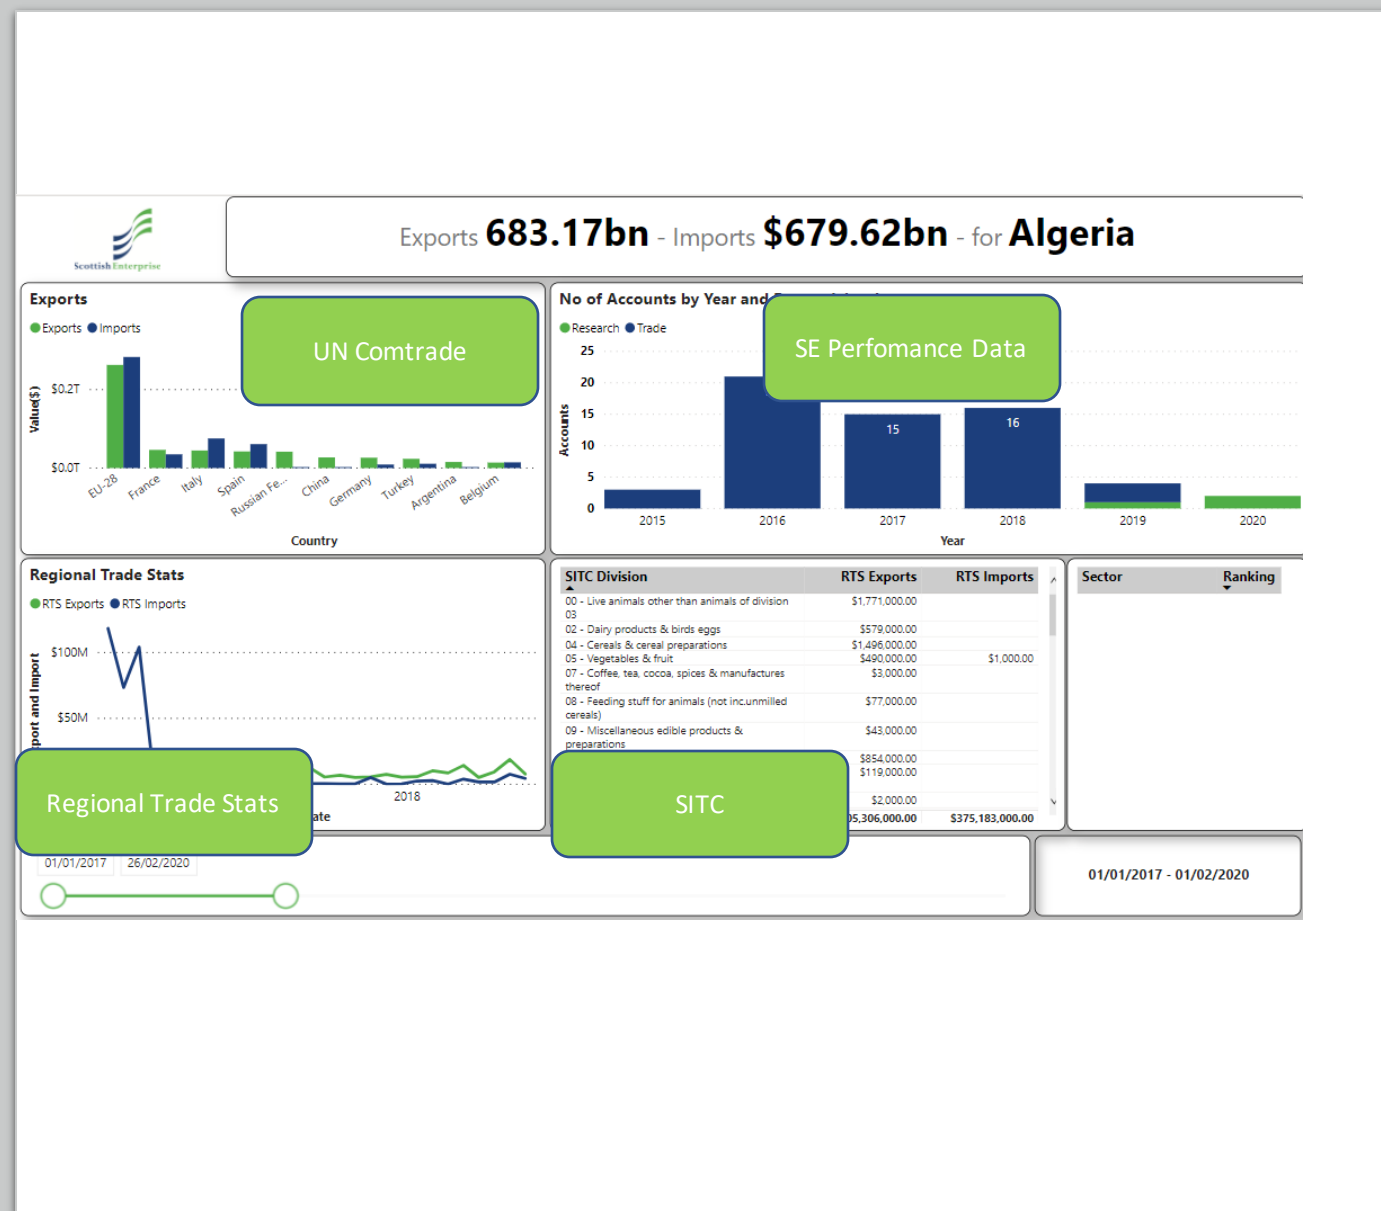 Scottish Enterprise
Exports 683.17bn - Imports $679.62bn - for Algeria
Exports
Exports Imports
UN Comtrade
Value($)
$0.2T
$0.0T
EU-28 France Italy Spain Russian Fe... China Germany Turkey Argentina Belgium
Country
No of Accounts by Year and
Research Trade
SE Perfomance Data
Accounts
25
20
15
10
5
0
15
16
2015 2016 2017 2018 2019 2020
Year
Regional Trade Stats
RTS Exports RTS Imports
port and Import
$100M
$50M
2018
ate
Regional Trade Stats
SITC Division RTS Exports RTS Imports
00 - Live animals other than animals of division $1,771,000.00
03
02 - Dairy products & birds eggs $579,000.00
04 - Cereals & cereal preparations $1,496,000.00
05 - Vegetables & fruit $490,000.00 $1,000.00
07 - Coffee, tea, cocoa, spices & manufactures $3,000.00
thereof
08 - Feeding stuff for animals (not inc.unmilled $77,000.00
cereals)
09 - Miscellaneous edible products & $43,000.00
preparations
$854,000.00
$119,000.00
$2,000.00
05,306,000.00 $375,183,000.00
SITC
Sector Ranking
01/01/2017 26/02/2020
01/01/2017 - 01/02/2020